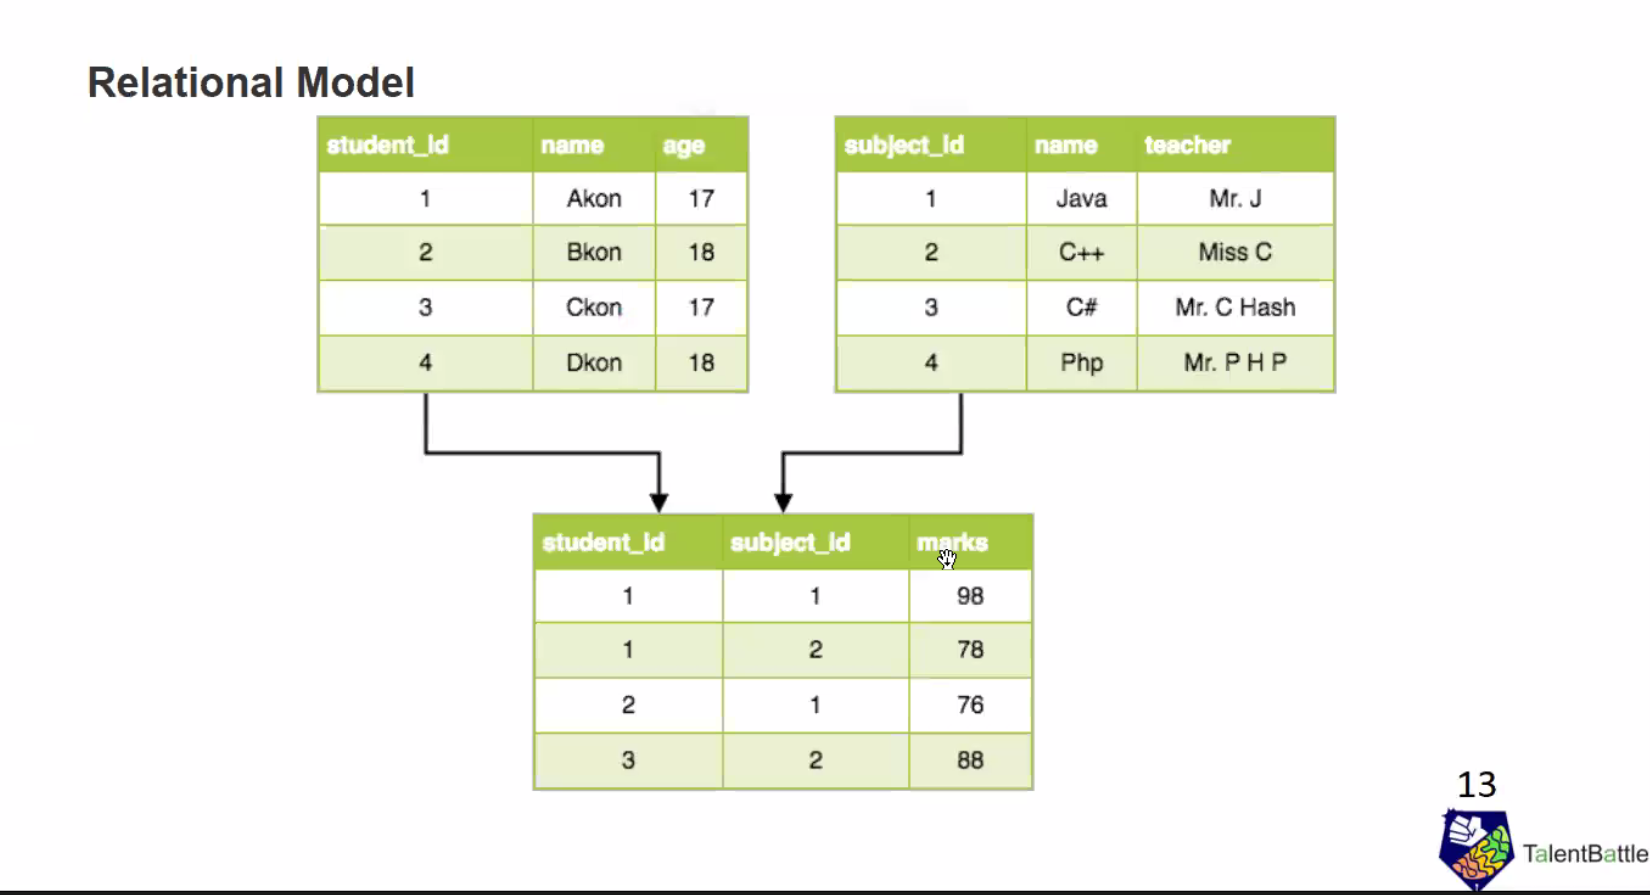 Relational Model
student_id name age
1 Akon 17
2 Bkon 18
3 Ckon 17
4 Dkon 18
subject_id name teacher
1 Java Mr. J
2 C++ Miss C
3 C# Mr. C Hash
4 Php Mr. P H P
student_id subject_id marks
1 1 98
1 2 78
2 1 76
3 2 88
13
TalentBattle